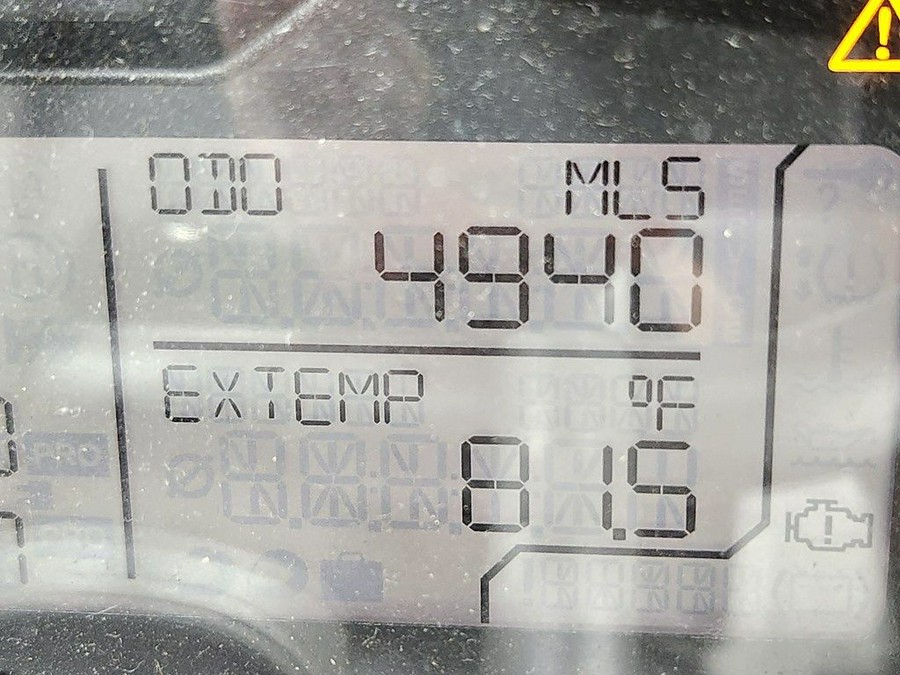 ODO MLS
4940
EXTEMP °F
81.5